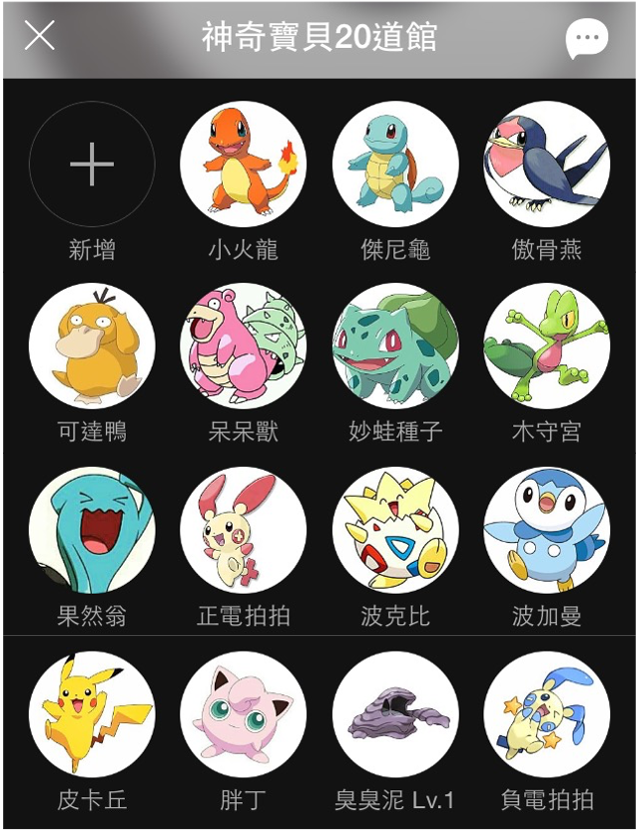 神奇寶貝20道館
新增
小火龍
傑尼龜
傲骨燕
可達鴨
呆呆獸
妙蛙種子
木守宮
果然翁
正電拍拍
波克比
波加曼
皮卡丘
胖丁
臭臭泥 Lv.1
負電拍拍